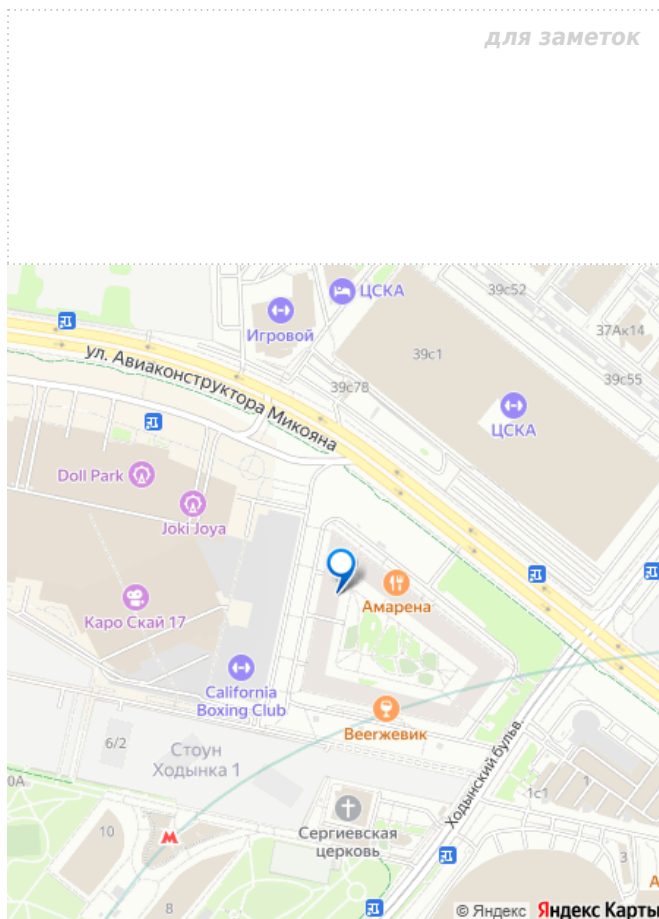 для заметок
ЦСКА
39с52
Игровой
37Ак14
39с1
39с55
39с78
ул. Авиаконструктора Микояна
ЦСКА
Doll Park
Joki Joya
Амарена
Каро Скай 17
California
Boxing Club
Beerжевик
6/2
Стоун
Ходынка 1
Ходынский бульв.
0А
1с1
1
10
Сергиевская
церковь
3
8
А
© Яндекс Яндекс Карты